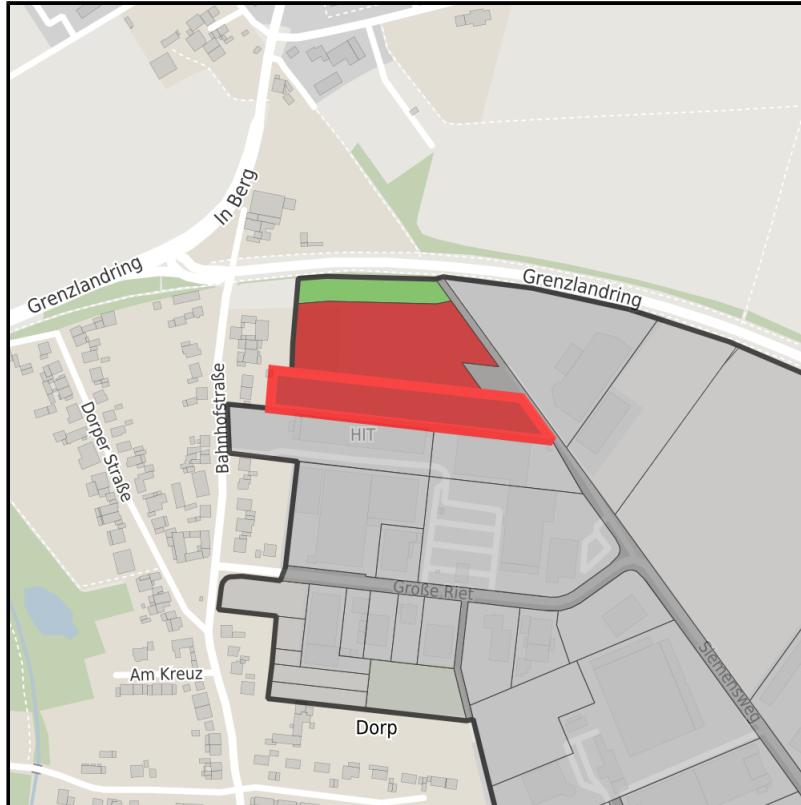 In Berg
Grenzlandring
Grenzlandring
Bahnhofstraße
Dorper Straße
HIT
Große Riet
Siemensweg
Am Kreuz
Dorp